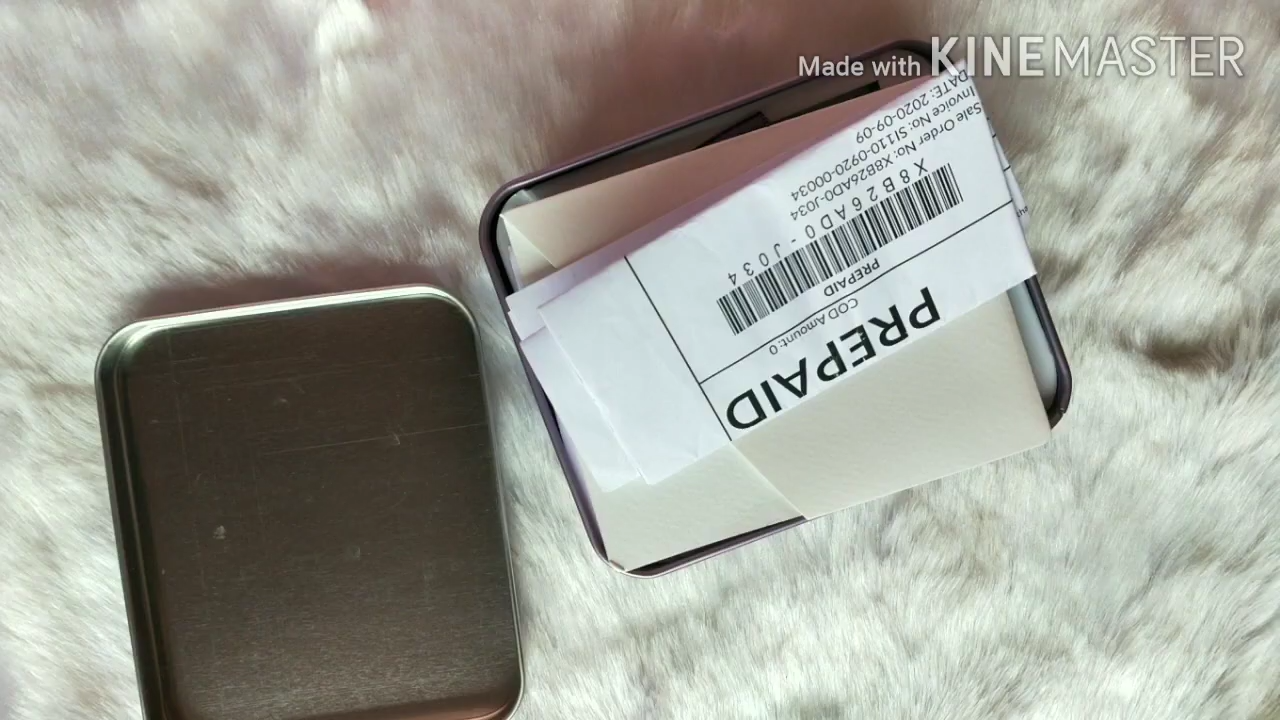 Made with KINEMASTER
DATE: 2020-09-09
Invoice No: SI110-0920-00034
Sale Order No: X8B26AD0-J034
X8B26AD0-J034
PREPAID
COD Amount: 0
PREPAID